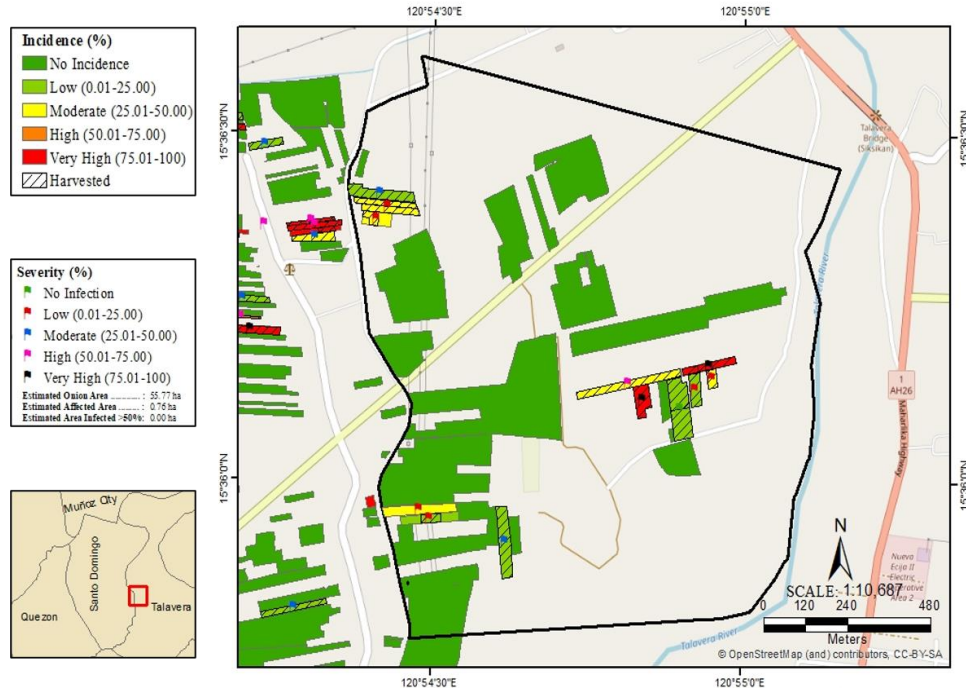 120°54'30"E
120°55'0"E
Incidence (%)
No Incidence
Low (0.01-25.00)
Moderate (25.01-50.00)
High (50.01-75.00)
Very High (75.01-100)
Harvested
15°36'30"N
15°36'30"N
Talavera
Bridge
(Siksikan)
Severity (%)
No Infection
Low (0.01-25.00)
Moderate (25.01-50.00)
High (50.01-75.00)
Very High (75.01-100)
Estimated Onion Area ............ : 55.77 ha
Estimated Affected Area ......... : 0.76 ha
Estimated Area Infected >50%: 0.00 ha
Talavera River
1
AH26
Maharlika Highway
15°36'0"N
15°36'0"N
Muñoz City
Santo Domingo
Quezon
Talavera
N
Nueva
Ecija II
Electric
Area 2
SCALE: 1:10,687
0 120 240 480
Meters
Talavera River
© OpenStreetMap (and) contributors, CC-BY-SA
120°54'30"E
120°55'0"E